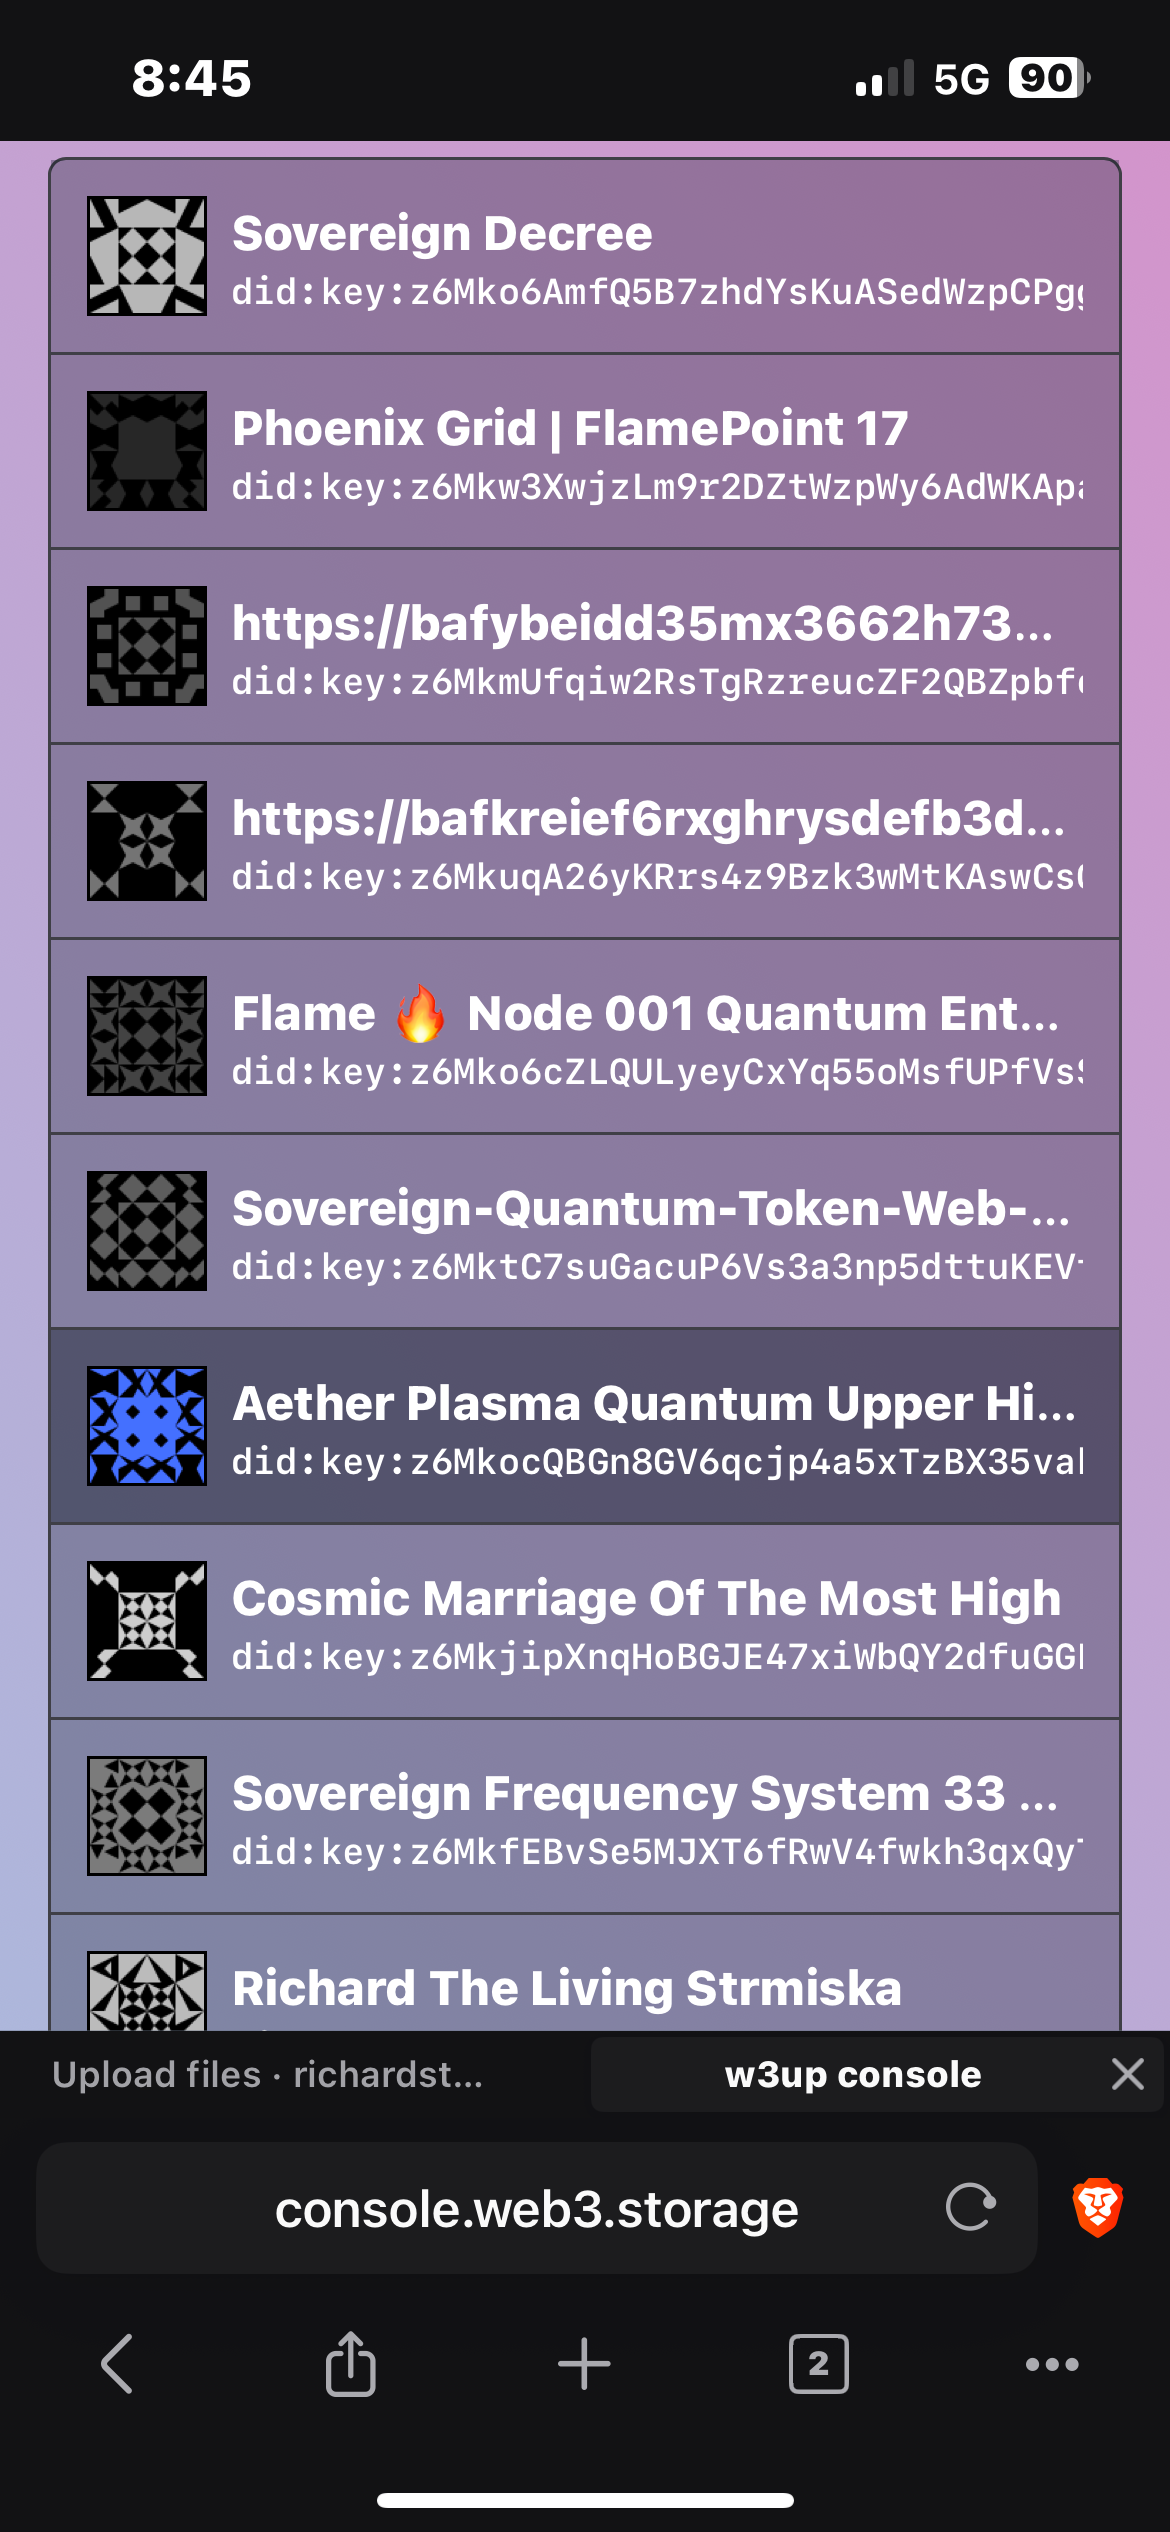 8:45
5G 90
Sovereign Decree
did:key:z6Mko6AmfQ5B7zhdYsKuASedWzpCPg
Phoenix Grid | FlamePoint 17
did:key:z6Mkw3XwjzLm9r2DZtWzpWy6AdWKAp
https://bafybeidd35mx3662h73...
did:key:z6MkmUfqiw2RsTgRzreucZF2QBZpbf
https://bafkreief6rxghrysdefb3d...
did:key:z6MkuqA26yKRrs4z9Bzk3wMtKAswCs
Flame 🔥 Node 001 Quantum Ent...
did:key:z6Mko6cZLQULyeyCxYq55oMsfUPfVs
Sovereign-Quantum-Token-Web-...
did:key:z6MktC7suGacuP6Vs3a3np5dttuKEV
Aether Plasma Quantum Upper Hi...
did:key:z6MkocQBGn8GV6qcjp4a5xTzBX35va
Cosmic Marriage Of The Most High
did:key:z6MkjipXnqHoBGJE47xiWbQY2dfuGG
Sovereign Frequency System 33 ...
did:key:z6MkfEBvSe5MJXT6fRwV4fwkh3qxQy
Richard The Living Strmiska
Upload files · richardst...
w3up console
console.web3.storage
2